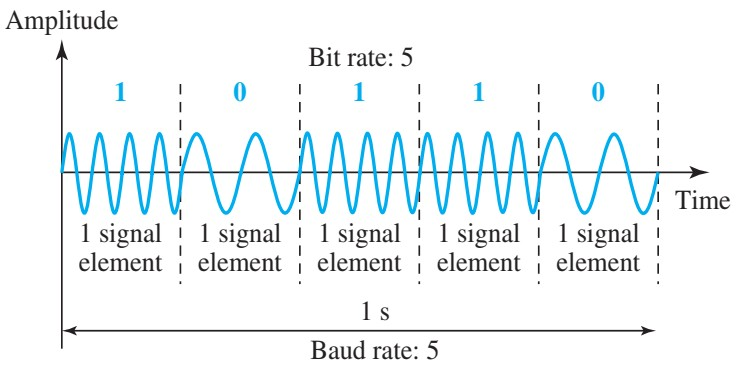 Amplitude
Bit rate: 5
1 0 1 1 0
Time
1 signal element
1 signal element
1 signal element
1 signal element
1 signal element
1 s
Baud rate: 5